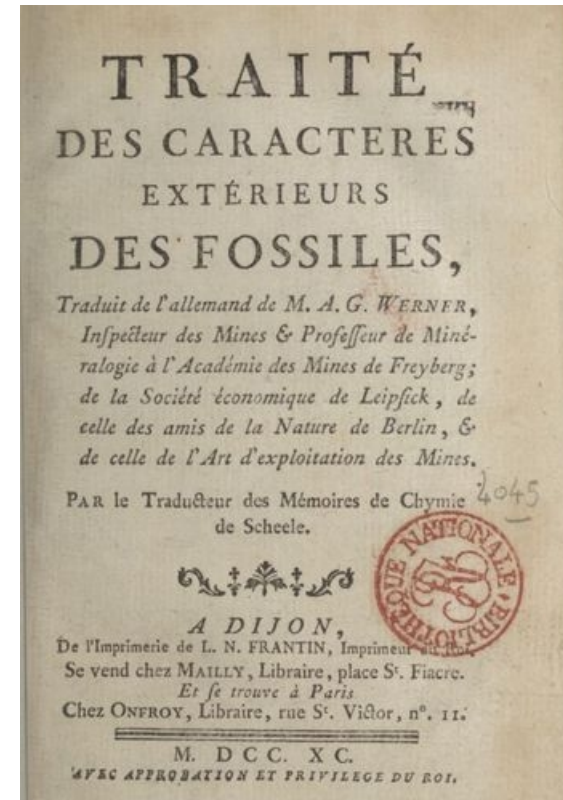 TRAITÉ
DES CARACTERES
EXTÉRIEURS
DES FOSSILES,
Traduit de l'allemand de M. A. G. WERNER,
Inſpecteur des Mines & Profeſſeur de Miné-
ralogie à l'Académie des Mines de Freyberg;
de la Société économique de Leipſick, de
celle des amis de la Nature de Berlin, &
de celle de l'Art d'exploitation des Mines.
PAR le Traducteur des Mémoires de Chymie
de Scheele.
4045
BIBLIOTHEQUE NATIONALE
A DIJON,
De l'Imprimerie de L. N. FRANTIN, Imprimeur du Roi,
Se vend chez MAILLY, Libraire, place St. Fiacre.
Et ſe trouve à Paris
Chez ONFROY, Libraire, rue St. Victor, n°. 11.
M. D C C. X C.
AVEC APPROBATION ET PRIVILEGE DU ROI.